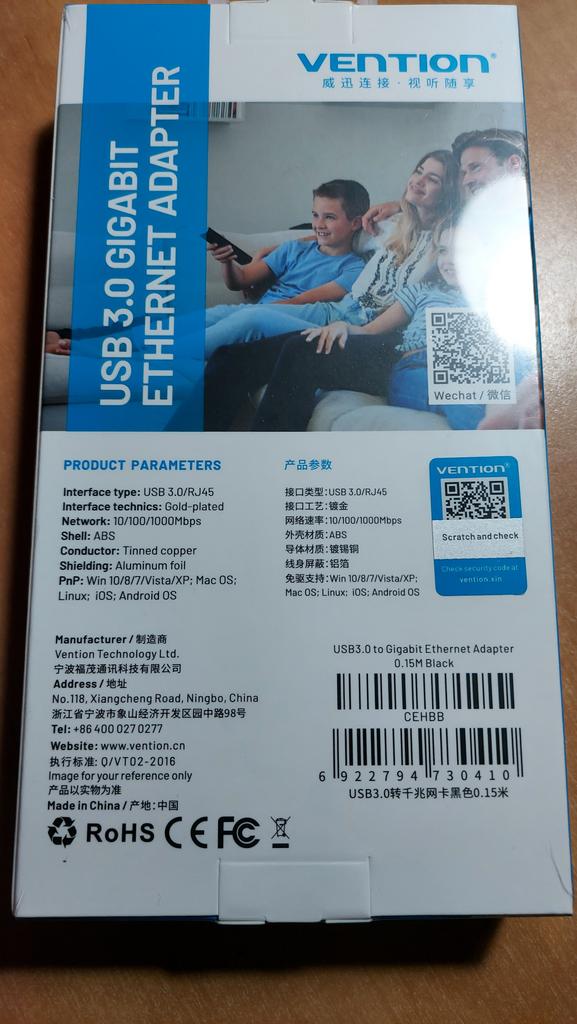 VENTION®
威迅连接·视听随享
USB 3.0 GIGABIT
ETHERNET ADAPTER
Wechat / 微信
PRODUCT PARAMETERS
Interface type: USB 3.0/RJ45
Interface technics: Gold-plated
Network: 10/100/1000Mbps
Shell: ABS
Conductor: Tinned copper
Shielding: Aluminum foil
PnP: Win 10/8/7/Vista/XP; Mac OS;
Linux; iOS; Android OS
产品参数
接口类型:USB 3.0/RJ45
接口工艺:镀金
网络速率:10/100/1000Mbps
外壳材质:ABS
导体材质:镀锡铜
线身屏蔽:铝箔
免驱支持:Win 10/8/7/Vista/XP;
Mac OS; Linux; iOS; Android OS
VENTION®
Scratch and check
Check security code at
vention.xin
Manufacturer / 制造商
Vention Technology Ltd.
宁波福茂通讯科技有限公司
Address / 地址
No.118, Xiangcheng Road, Ningbo, China
浙江省宁波市象山经济开发区园中路98号
Tel: +86 400 027 0277
Website: www.vention.cn
执行标准: Q/VT02-2016
Image for your reference only
产品以实物为准
Made in China / 产地:中国
RoHS CE FC
USB3.0 to Gigabit Ethernet Adapter
0.15M Black
CEHBB
6 922794 730410
USB3.0转千兆网卡黑色0.15米